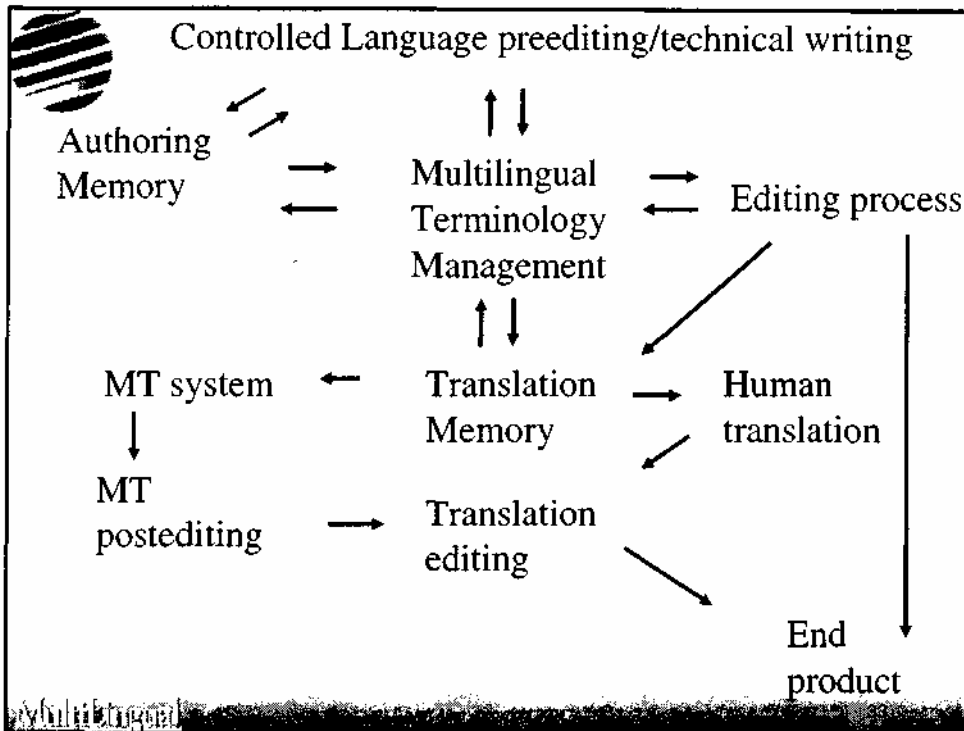 Controlled Language preediting/technical writing
Authoring
Memory
Multilingual
Terminology
Management
Editing process
MT system
Translation
Memory
Human
translation
MT
postediting
Translation
editing
End
product
MultiLingual